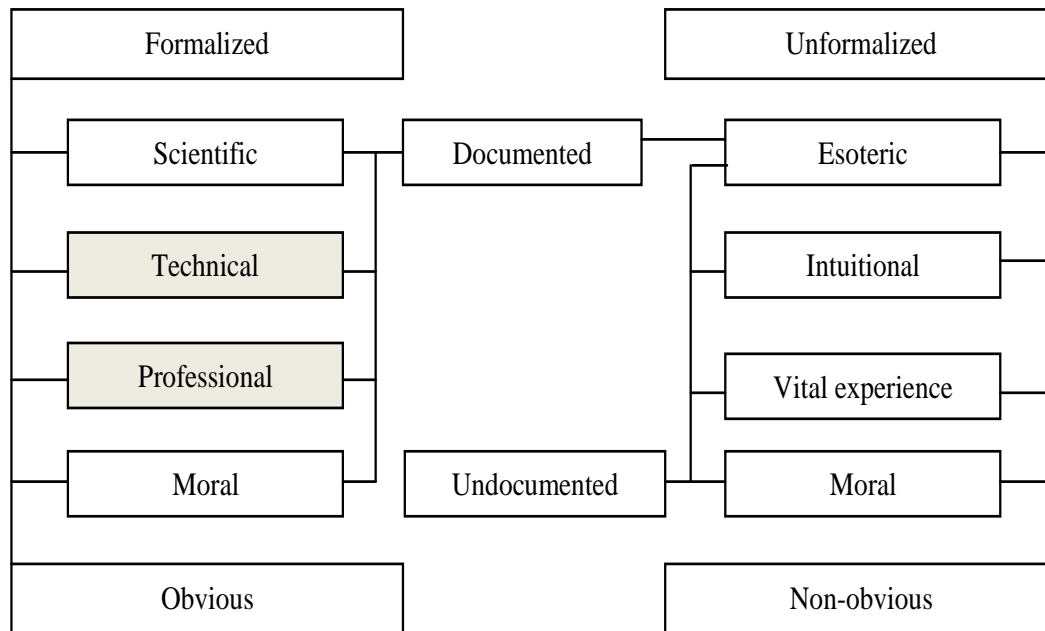 Formalized
Unformalized
Scientific
Documented
Esoteric
Technical
Intuitional
Professional
Vital experience
Moral
Undocumented
Moral
Obvious
Non-obvious